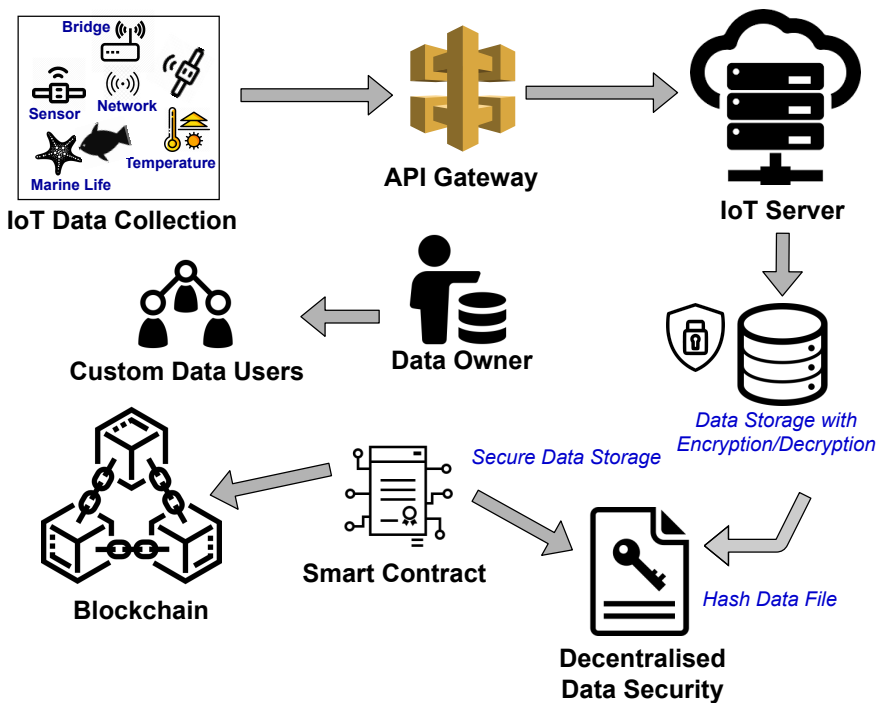 Bridge
Sensor
Network
Marine Life
Temperature
IoT Data Collection
API Gateway
IoT Server
Custom Data Users
Data Owner
Data Storage with
Encryption/Decryption
Secure Data Storage
Blockchain
Smart Contract
Hash Data File
Decentralised
Data Security